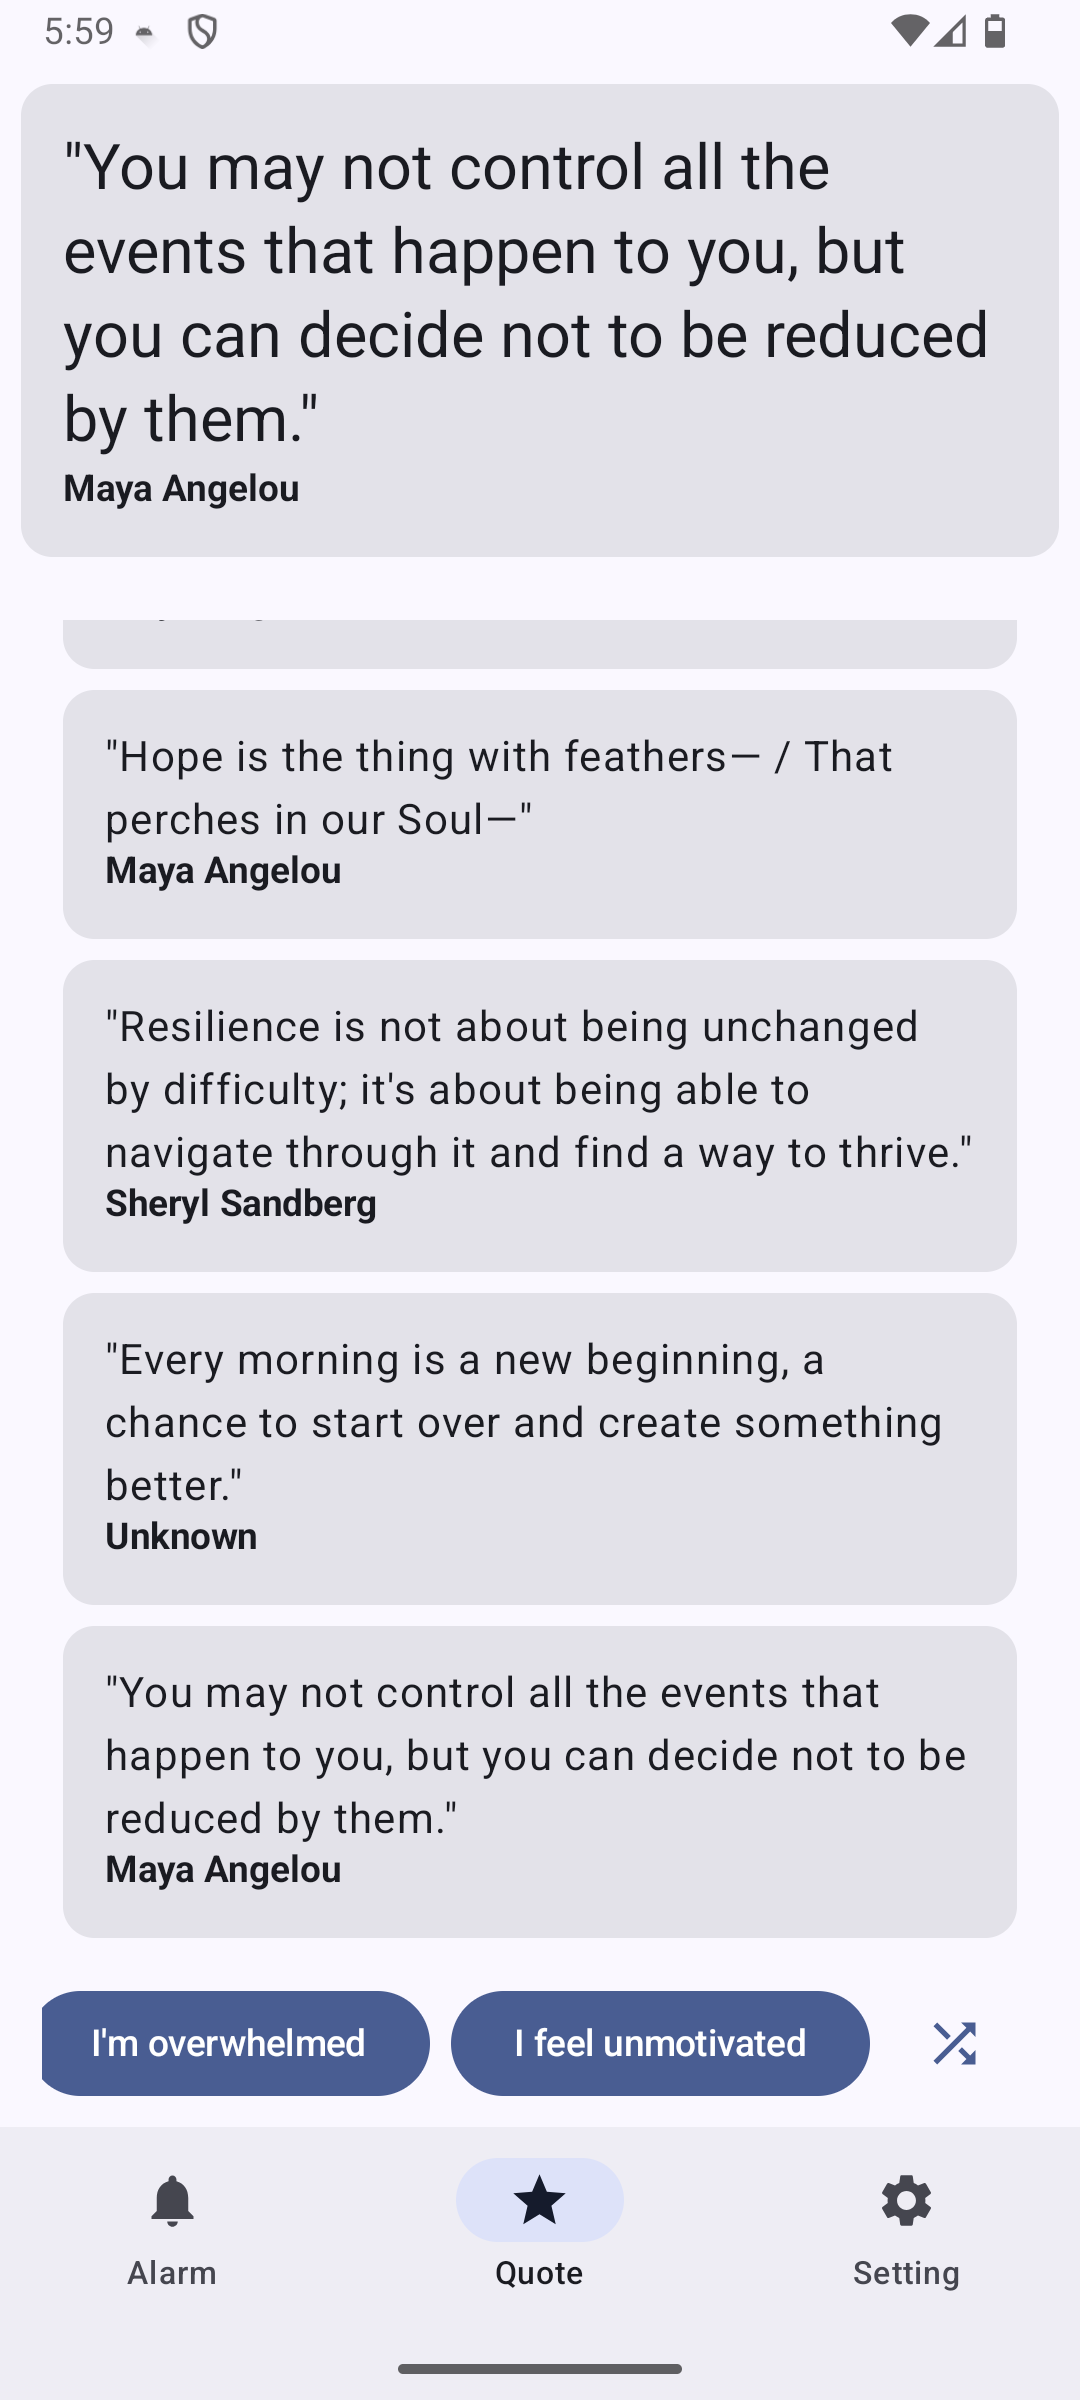 5:59
"You may not control all the
events that happen to you, but
you can decide not to be reduced
by them."
Maya Angelou
"Hope is the thing with feathers— / That
perches in our Soul—"
Maya Angelou
"Resilience is not about being unchanged
by difficulty; it's about being able to
navigate through it and find a way to thrive."
Sheryl Sandberg
"Every morning is a new beginning, a
chance to start over and create something
better."
Unknown
"You may not control all the events that
happen to you, but you can decide not to be
reduced by them."
Maya Angelou
I'm overwhelmed
I feel unmotivated
Alarm
Quote
Setting